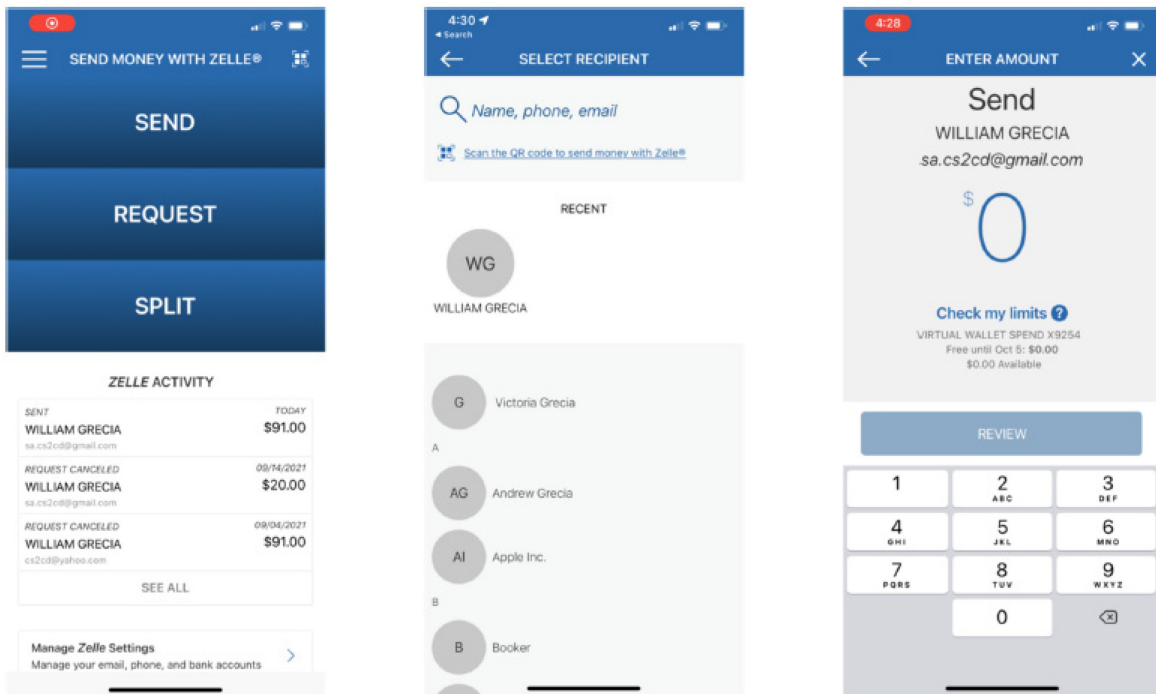 SEND MONEY WITH ZELLE®
SEND
REQUEST
SPLIT
ZELLE ACTIVITY
SENT TODAY
WILLIAM GRECIA $91.00
sa.cs2cd@gmail.com
REQUEST CANCELED 09/14/2021
WILLIAM GRECIA $20.00
sa.cs2cd@gmail.com
REQUEST CANCELED 09/04/2021
WILLIAM GRECIA $91.00
cs2cd@yahoo.com
SEE ALL
Manage Zelle Settings
Manage your email, phone, and bank accounts
4:30
Search
SELECT RECIPIENT
Name, phone, email
Scan the QR code to send money with Zelle®
RECENT
WG
WILLIAM GRECIA
G Victoria Grecia
A
AG Andrew Grecia
AI Apple Inc.
B
B Booker
4:28
ENTER AMOUNT
Send
WILLIAM GRECIA
sa.cs2cd@gmail.com
$0
Check my limits ?
VIRTUAL WALLET SPEND X9254
Free until Oct 5: $0.00
$0.00 Available
REVIEW
1 2 3
ABC DEF
4 5 6
GHI JKL MNO
7 8 9
PQRS TUV WXYZ
0